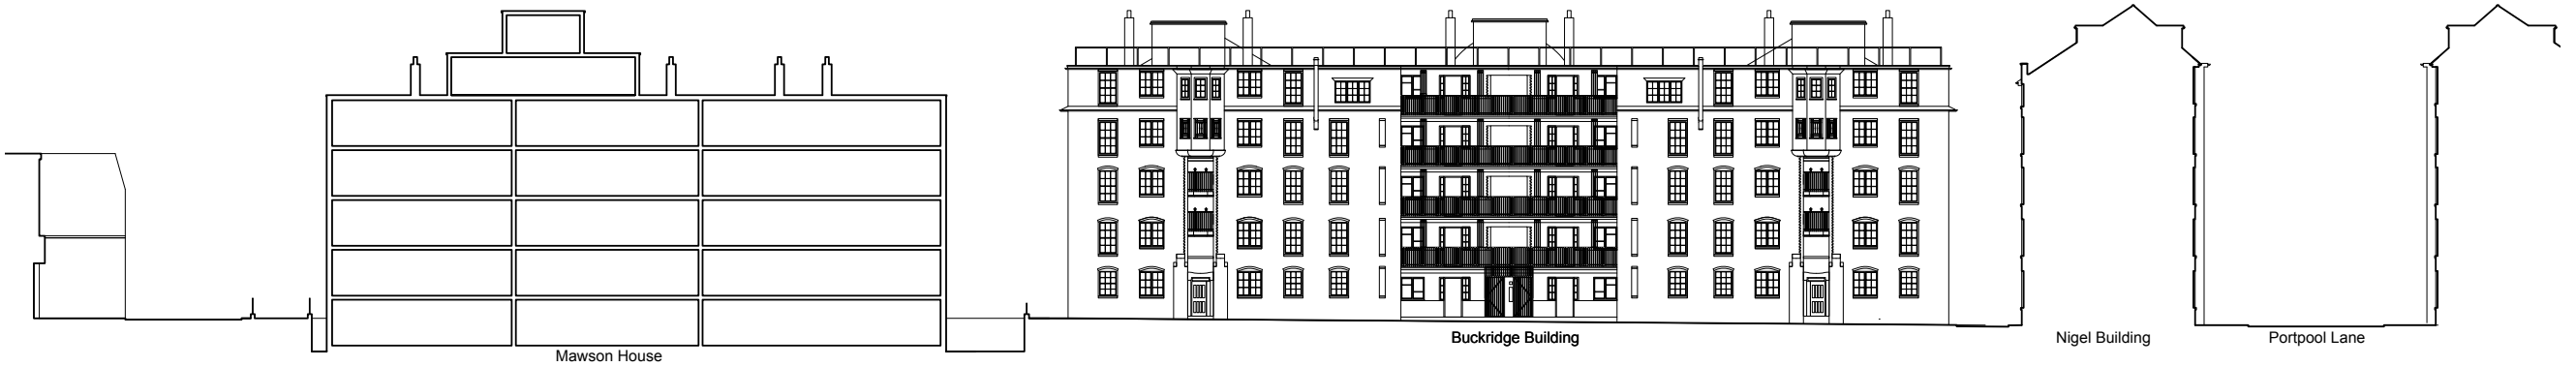 Mawson House
Buckridge Building
Nigel Building
Portpool Lane